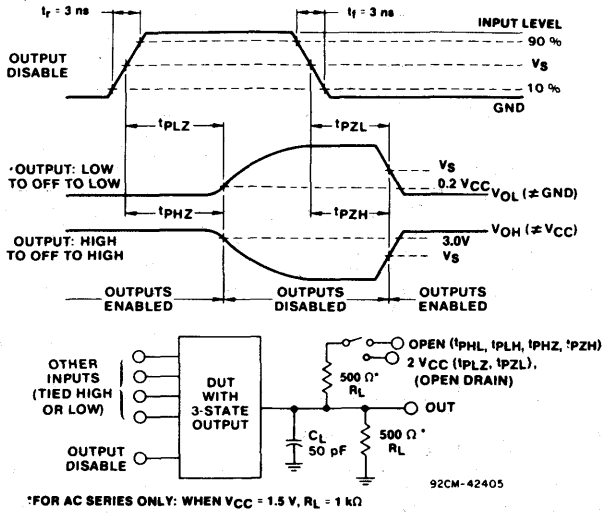 tr = 3 ns
tf = 3 ns
INPUT LEVEL
90 %
OUTPUT
DISABLE
VS
10 %
GND
tPLZ
tPZL
OUTPUT: LOW
TO OFF TO LOW
VS
0.2 VCC
VOL (≠ GND)
tPHZ
tPZH
OUTPUT: HIGH
TO OFF TO HIGH
VOH (≠ VCC)
3.0V
VS
OUTPUTS
ENABLED
OUTPUTS
DISABLED
OUTPUTS
ENABLED
OTHER
INPUTS
(TIED HIGH
OR LOW)
DUT
WITH
3-STATE
OUTPUT
OPEN (tPHL, tPLH, tPHZ, tPZH)
2 VCC (tPLZ, tPZL),
(OPEN DRAIN)
500 Ω*
RL
OUT
OUTPUT
DISABLE
CL
50 pF
500 Ω*
RL
92CM-42405
*FOR AC SERIES ONLY: WHEN VCC = 1.5 V, RL = 1 kΩ